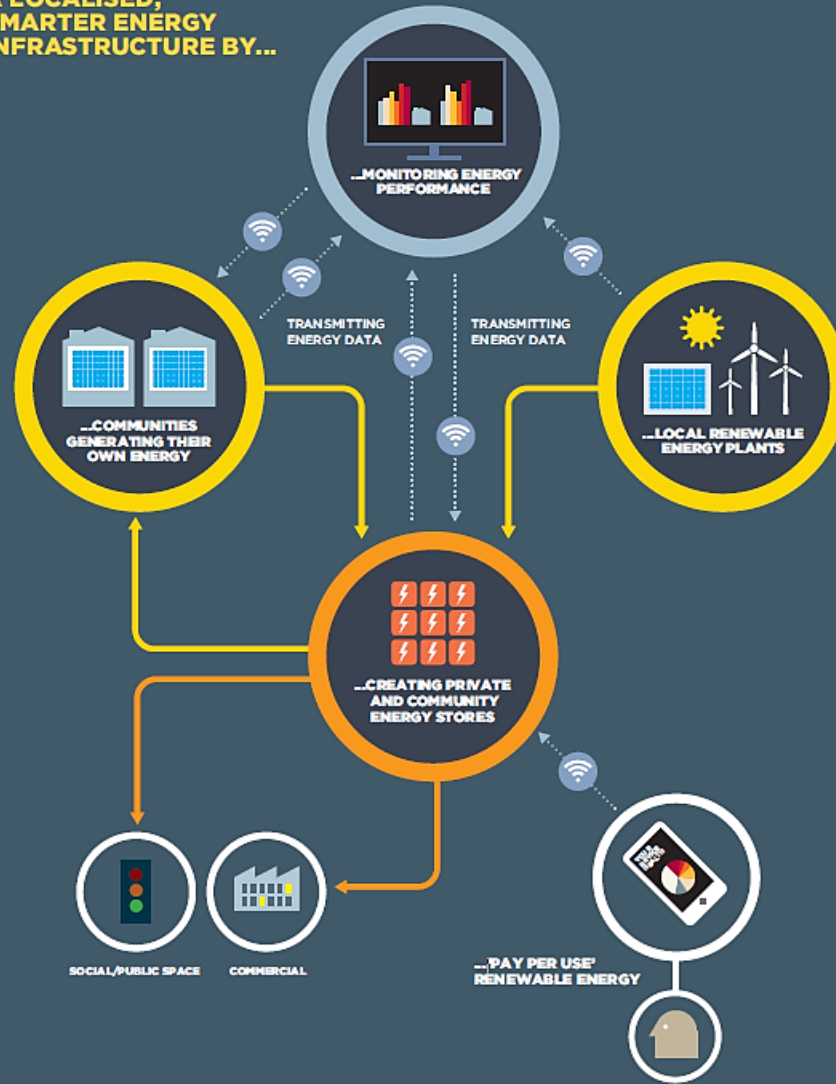 LOCALISED,
MARTER ENERGY
NFRASTRUCTURE BY...
...MONITORING ENERGY
PERFORMANCE
TRANSMITTING
ENERGY DATA
TRANSMITTING
ENERGY DATA
...COMMUNITIES
GENERATING THEIR
OWN ENERGY
...LOCAL RENEWABLE
ENERGY PLANTS
...CREATING PRIVATE
AND COMMUNITY
ENERGY STORES
SOCIAL/PUBLIC SPACE
COMMERCIAL
...'PAY PER USE'
RENEWABLE ENERGY